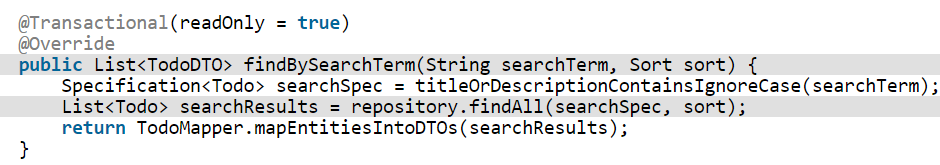 @Transactional(readOnly = true)
@Override
public List<TodoDTO> findBySearchTerm(String searchTerm, Sort sort) {
    Specification<Todo> searchSpec = titleOrDescriptionContainsIgnoreCase(searchTerm);
    List<Todo> searchResults = repository.findAll(searchSpec, sort);
    return TodoMapper.mapEntitiesIntoDTOs(searchResults);
}